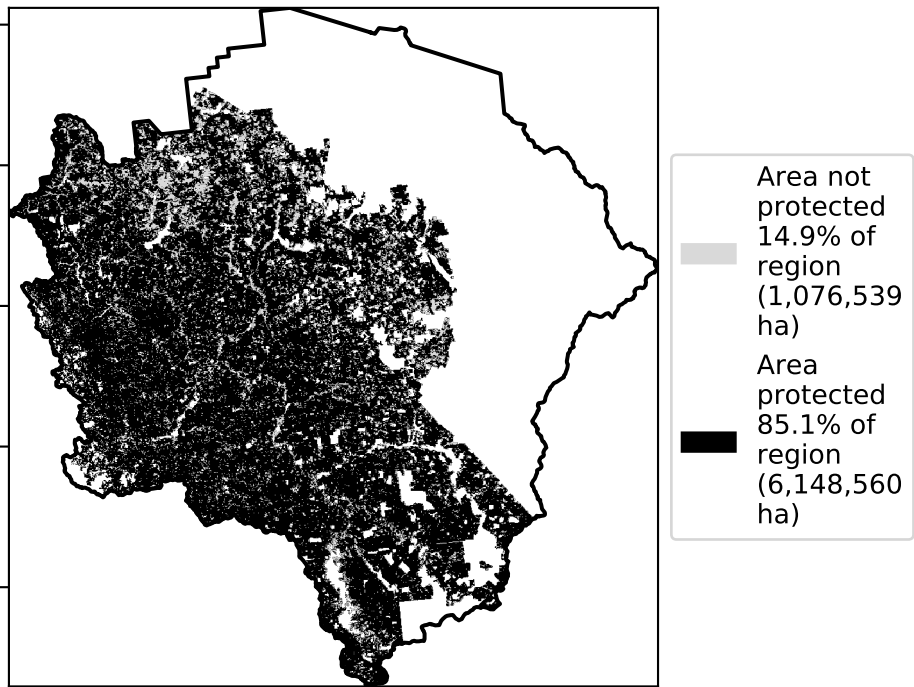 Area not
protected
14.9% of
region
(1,076,539
ha)
Area
protected
85.1% of
region
(6,148,560
ha)